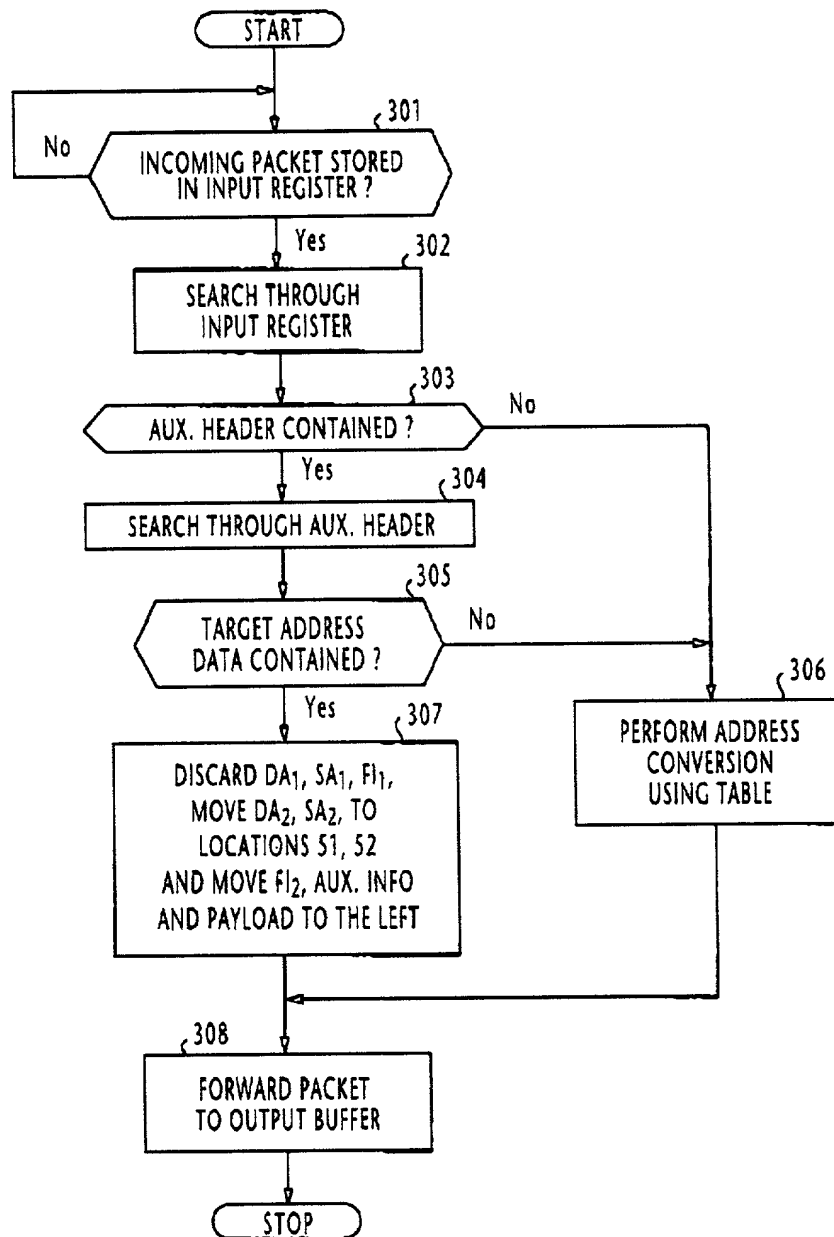 START
301
No
INCOMING PACKET STORED
IN INPUT REGISTER ?
Yes
302
SEARCH THROUGH
INPUT REGISTER
303
No
AUX. HEADER CONTAINED ?
Yes
304
SEARCH THROUGH AUX. HEADER
305
TARGET ADDRESS
DATA CONTAINED ?
No
306
Yes
307
PERFORM ADDRESS
CONVERSION
USING TABLE
DISCARD DA1, SA1, FI1,
MOVE DA2, SA2, TO
LOCATIONS 51, 52
AND MOVE FI2, AUX. INFO
AND PAYLOAD TO THE LEFT
308
FORWARD PACKET
TO OUTPUT BUFFER
STOP